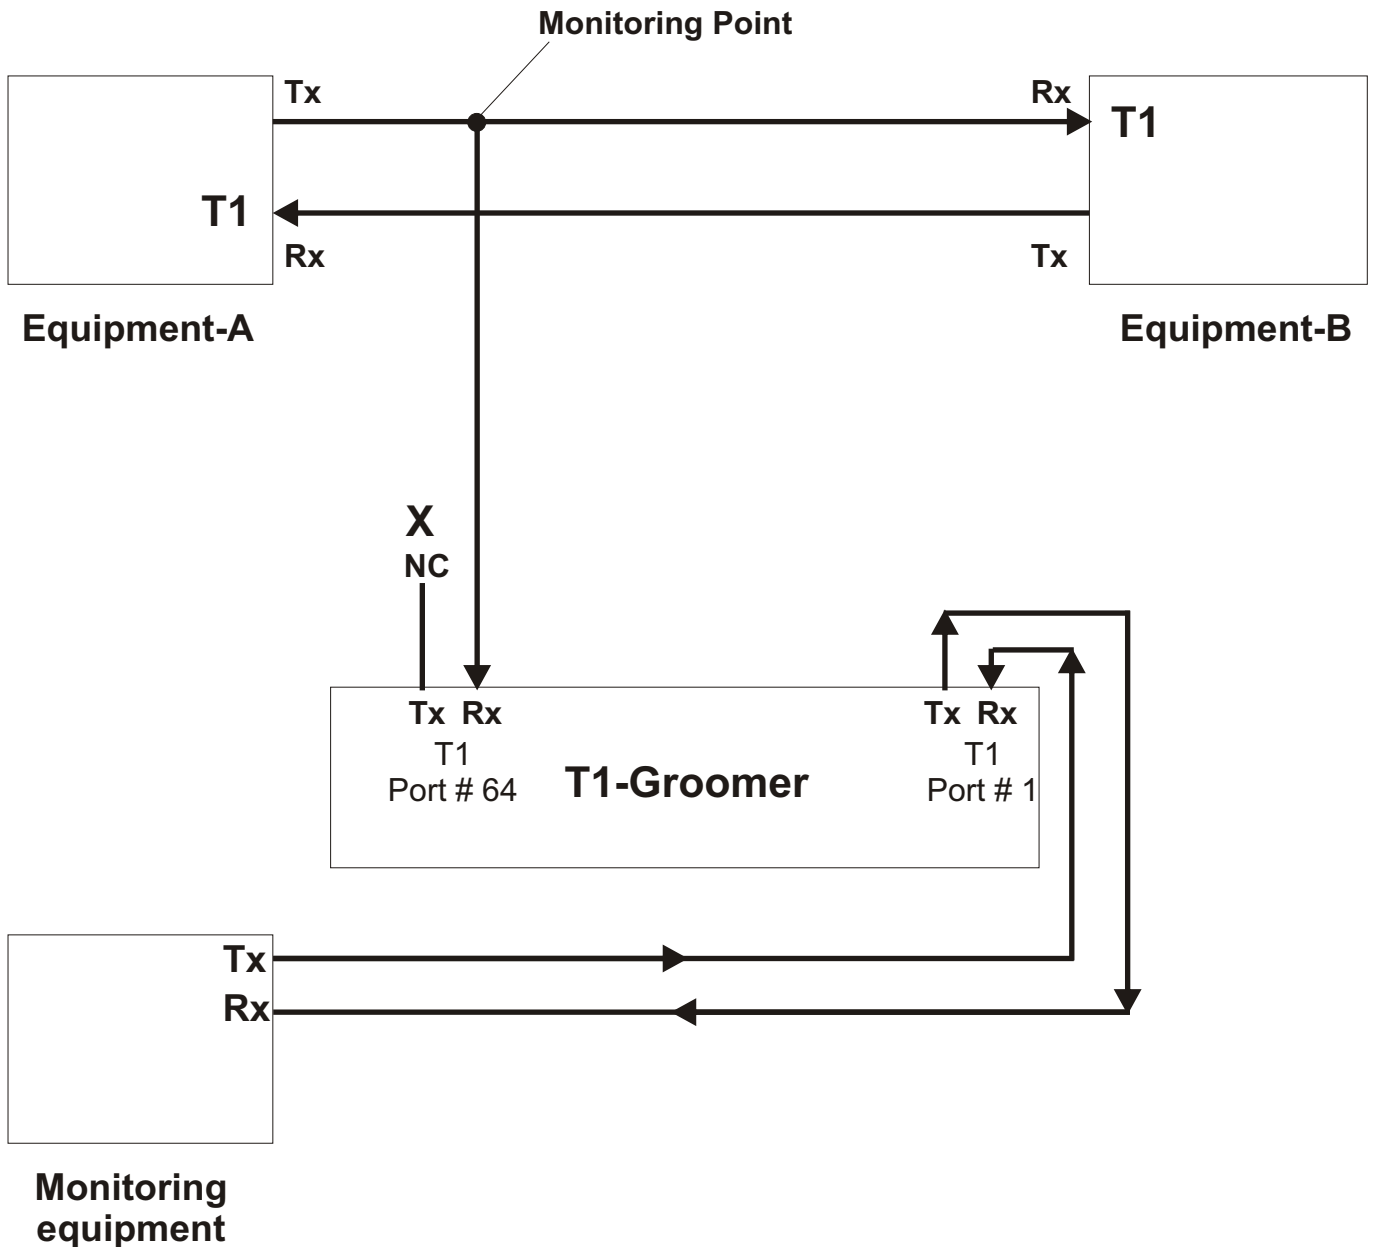 Monitoring Point
Tx
Rx
T1
T1
Rx
Tx
Equipment-A
Equipment-B
X
NC
Tx Rx
Tx Rx
T1
T1
Port # 64
T1-Groomer
Port # 1
Tx
Rx
Monitoring
equipment